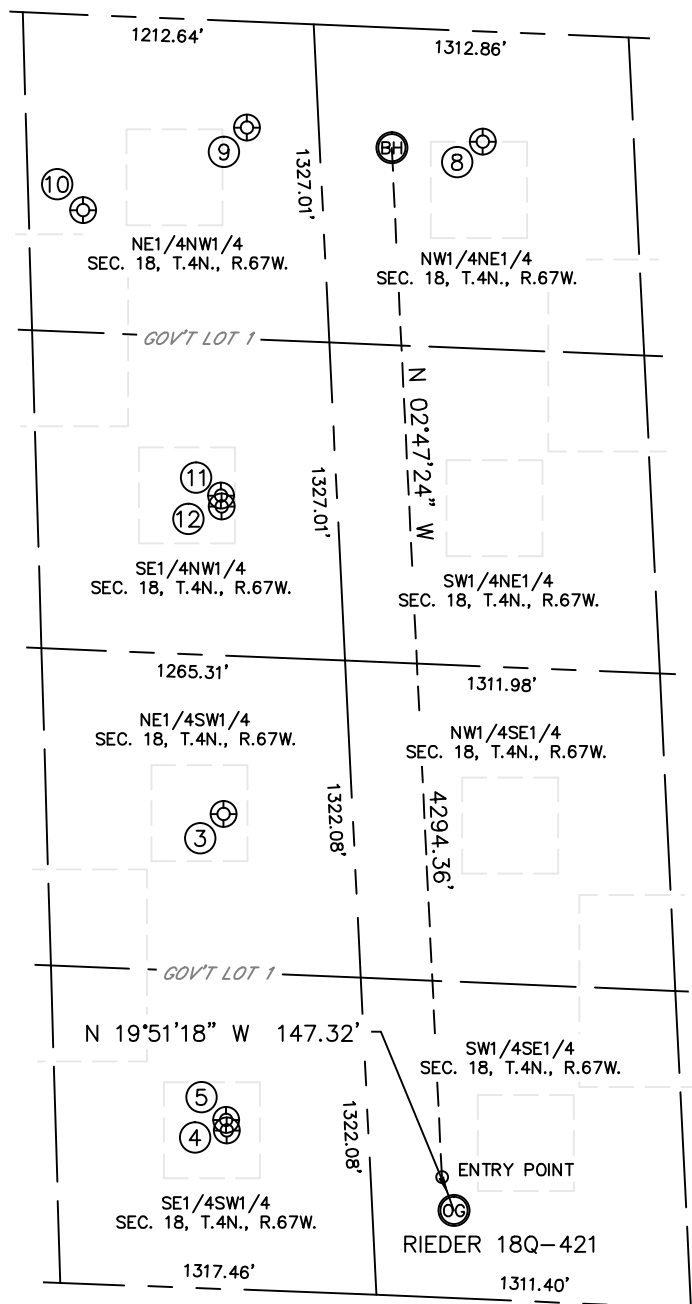 1212.64'
1312.86'
BH
9
8
10
1327.01'
NE1/4NW1/4
SEC. 18, T.4N., R.67W.
NW1/4NE1/4
SEC. 18, T.4N., R.67W.
GOV'T LOT 1
N 02°47'24" W
11
12
1327.01'
SE1/4NW1/4
SEC. 18, T.4N., R.67W.
SW1/4NE1/4
SEC. 18, T.4N., R.67W.
1265.31'
1311.98'
NE1/4SW1/4
SEC. 18, T.4N., R.67W.
NW1/4SE1/4
SEC. 18, T.4N., R.67W.
3
1322.08'
4294.36'
GOV'T LOT 1
N 19°51'18" W 147.32'
SW1/4SE1/4
SEC. 18, T.4N., R.67W.
5
4
1322.08'
ENTRY POINT
SE1/4SW1/4
SEC. 18, T.4N., R.67W.
OG
RIEDER 18Q-421
1317.46'
1311.40'